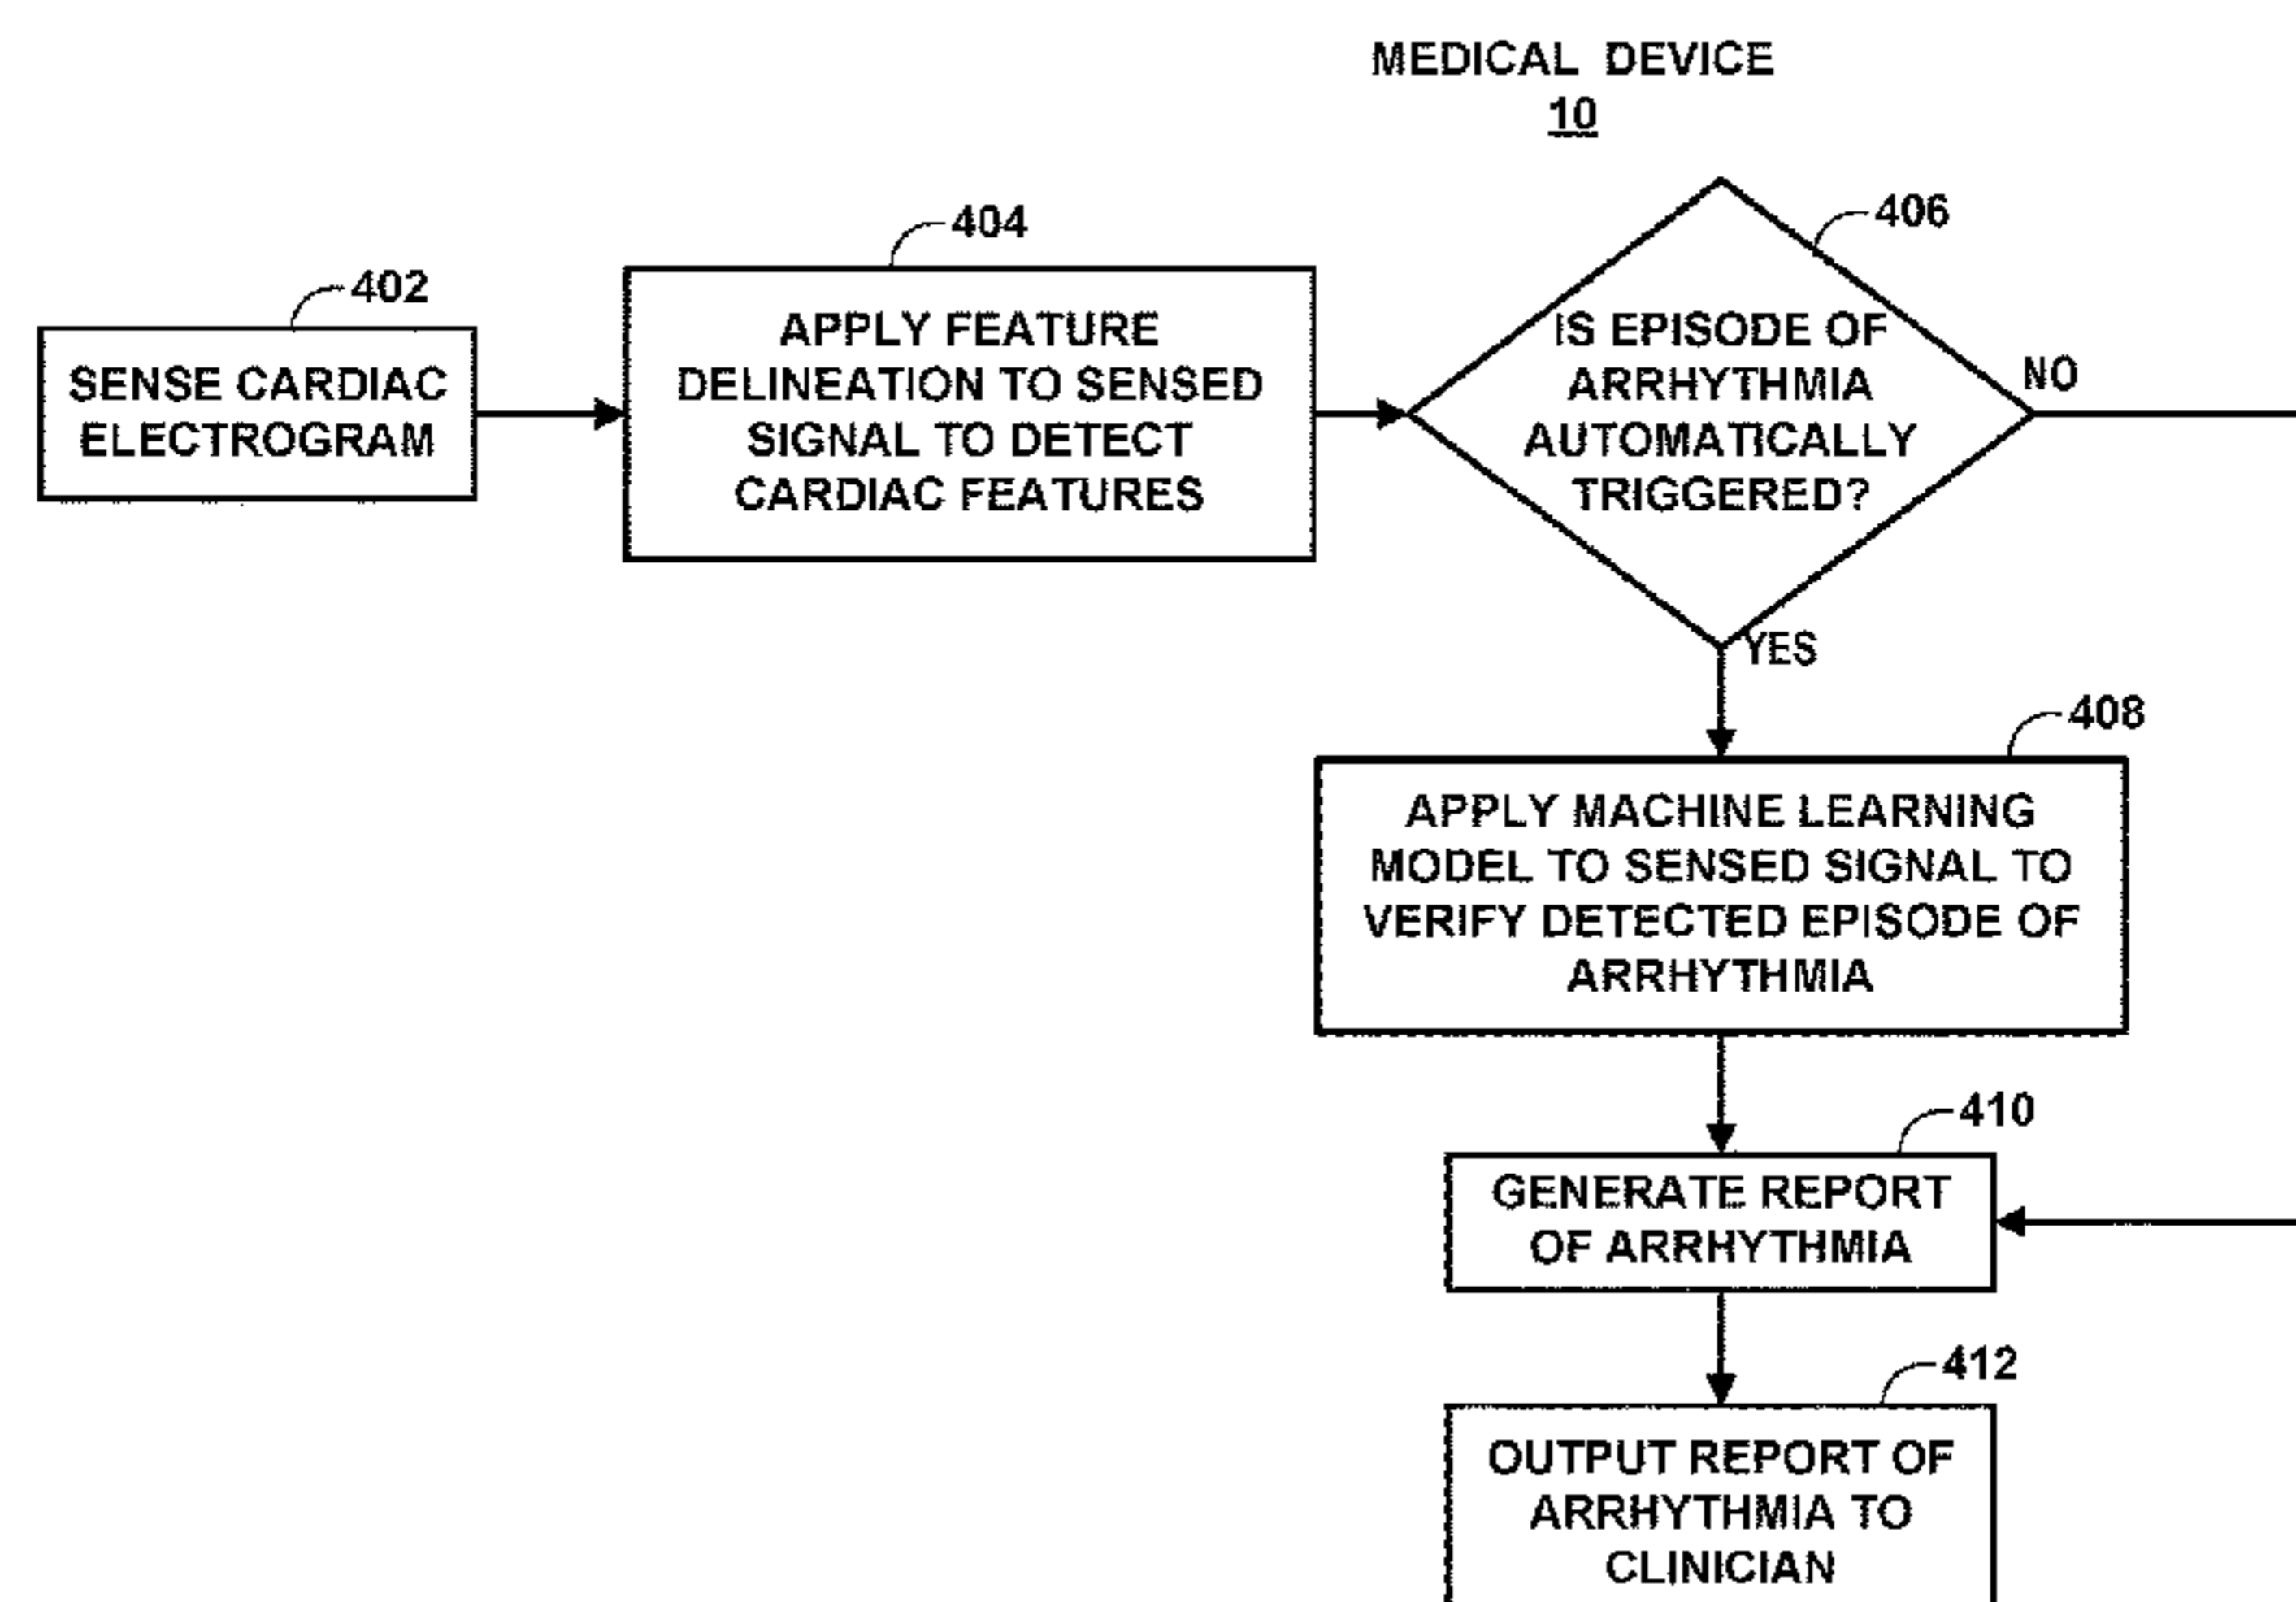 MEDICAL DEVICE
10
402
SENSE CARDIAC
ELECTROGRAM
404
APPLY FEATURE
DELINEATION TO SENSED
SIGNAL TO DETECT
CARDIAC FEATURES
406
IS EPISODE OF
ARRHYTHMIA
AUTOMATICALLY
TRIGGERED?
NO
YES
408
APPLY MACHINE LEARNING
MODEL TO SENSED SIGNAL TO
VERIFY DETECTED EPISODE OF
ARRHYTHMIA
410
GENERATE REPORT
OF ARRHYTHMIA
412
OUTPUT REPORT OF
ARRHYTHMIA TO
CLINICIAN